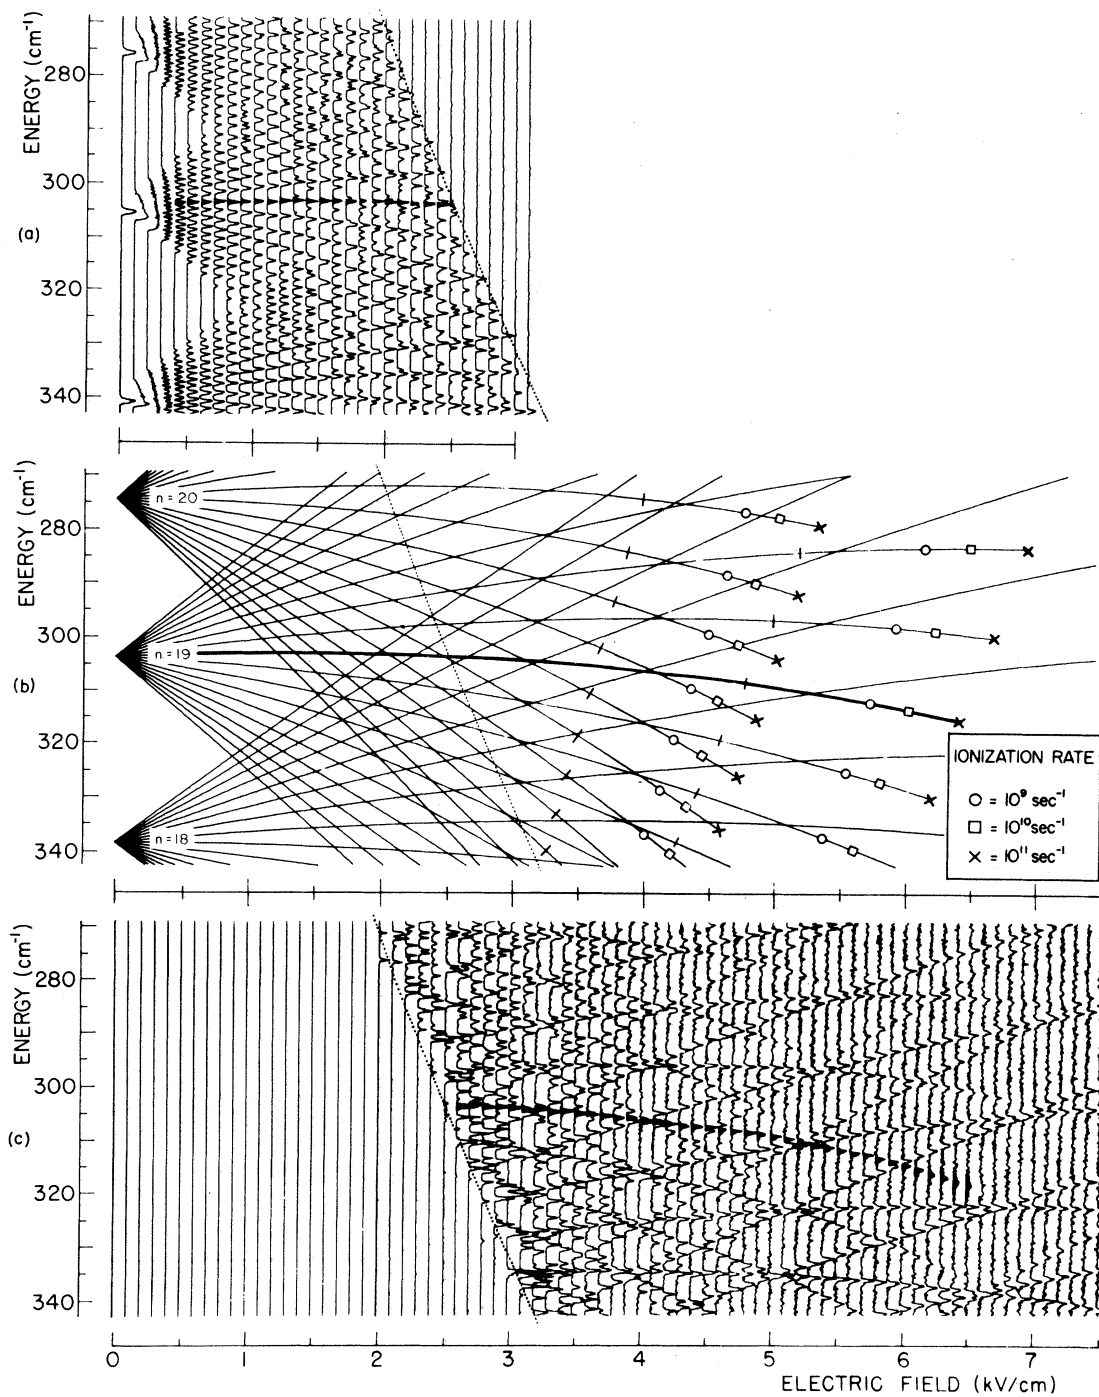 ENERGY (cm-1)
280
300
(a)
320
340
ENERGY (cm-1)
n=20
280
300
n=19
(b)
320
n=18
340
IONIZATION RATE
○ = 10⁹ sec⁻¹
□ = 10¹⁰ sec⁻¹
× = 10¹¹ sec⁻¹
ENERGY (cm-1)
280
300
(c)
320
340
0 1 2 3 4 5 6 7
ELECTRIC FIELD (kV/cm)